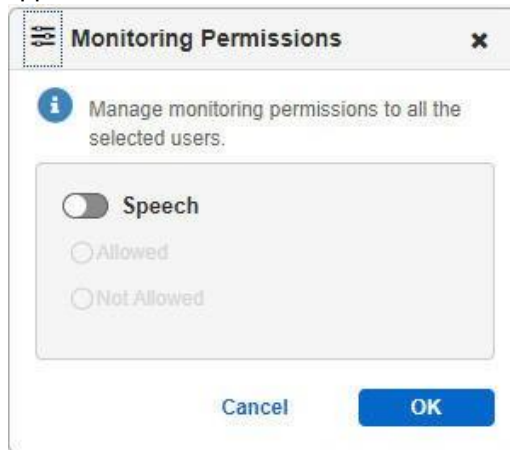 Monitoring Permissions
Manage monitoring permissions to all the
selected users.
Speech
Allowed
Not Allowed
Cancel OK